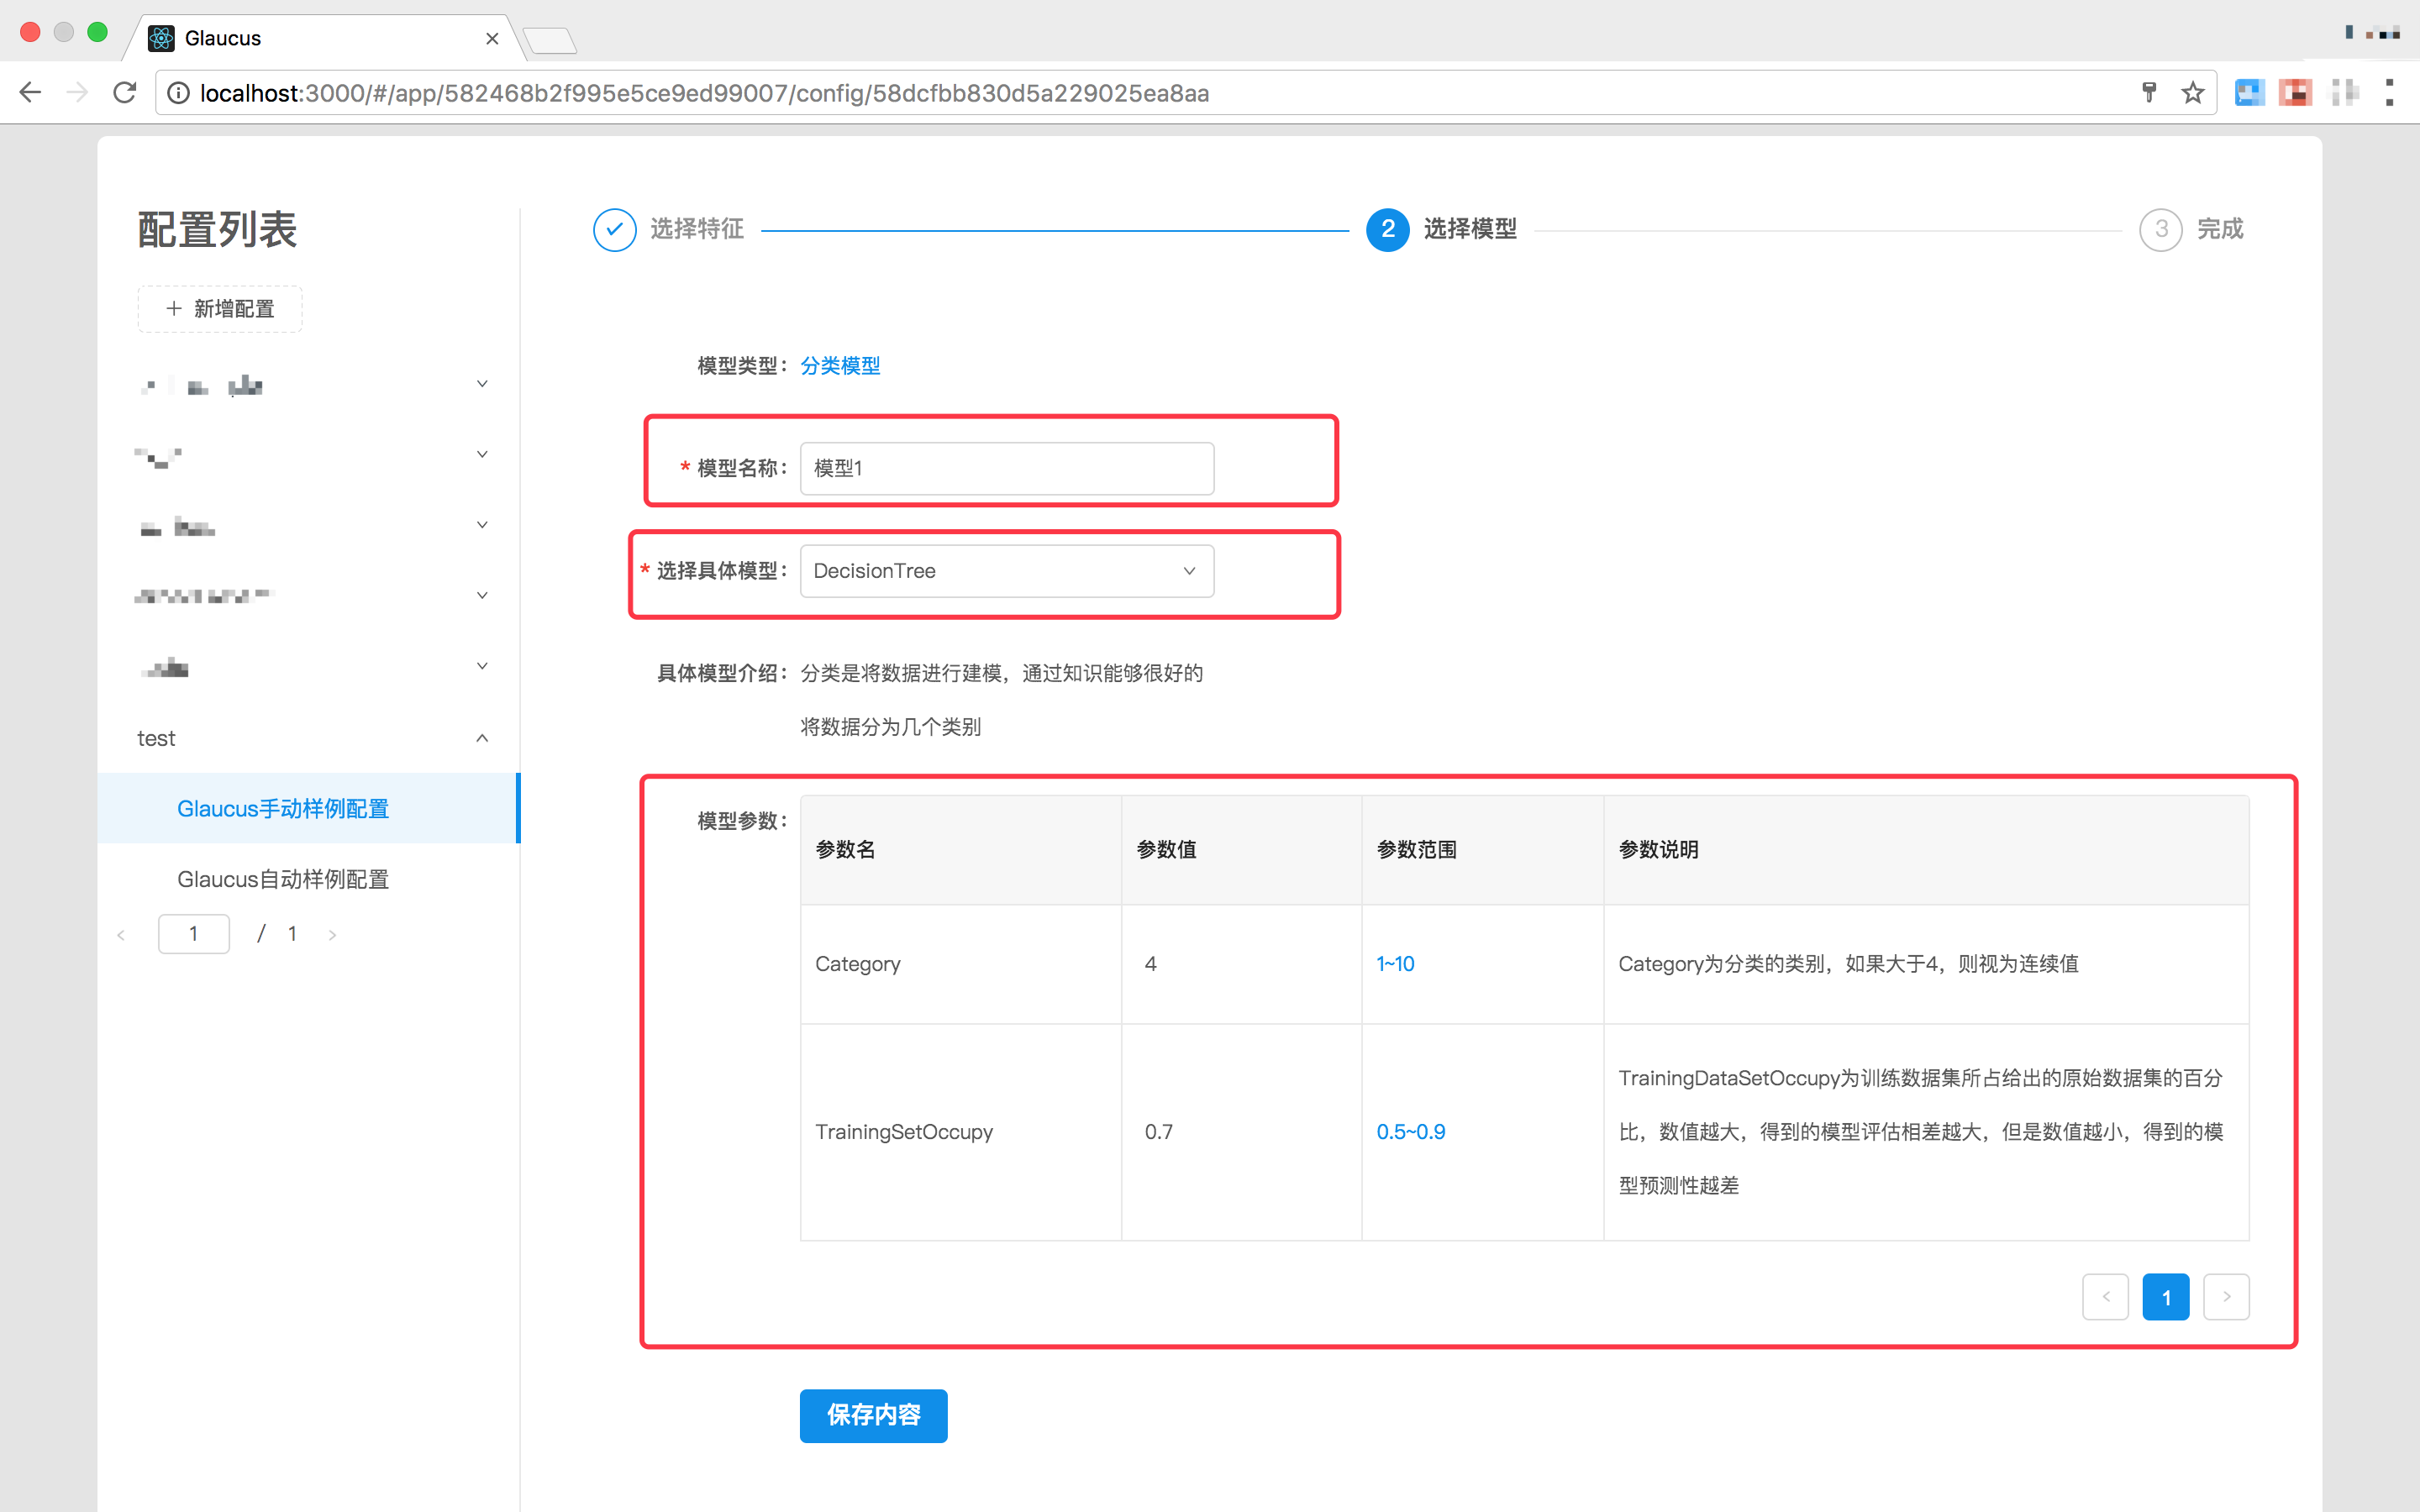 Glaucus
localhost:3000/#/app/582468b2f995e5ce9ed99007/config/58dcfbb830d5a229025ea8aa
配置列表
+ 新增配置
test
Glaucus手动样例配置
Glaucus自动样例配置
< 1 / 1 >
选择特征
2 选择模型
3 完成
模型类型： 分类模型
* 模型名称： 模型1
* 选择具体模型： DecisionTree
具体模型介绍： 分类是将数据进行建模，通过知识能够很好的
将数据分为几个类别
模型参数：
参数名 参数值 参数范围 参数说明
Category 4 1~10 Category为分类的类别，如果大于4，则视为连续值
TrainingSetOccupy 0.7 0.5~0.9 TrainingDataSetOccupy为训练数据集所占给出的原始数据集的百分
比，数值越大，得到的模型评估相差越大，但是数值越小，得到的模
型预测性越差
< 1 >
保存内容